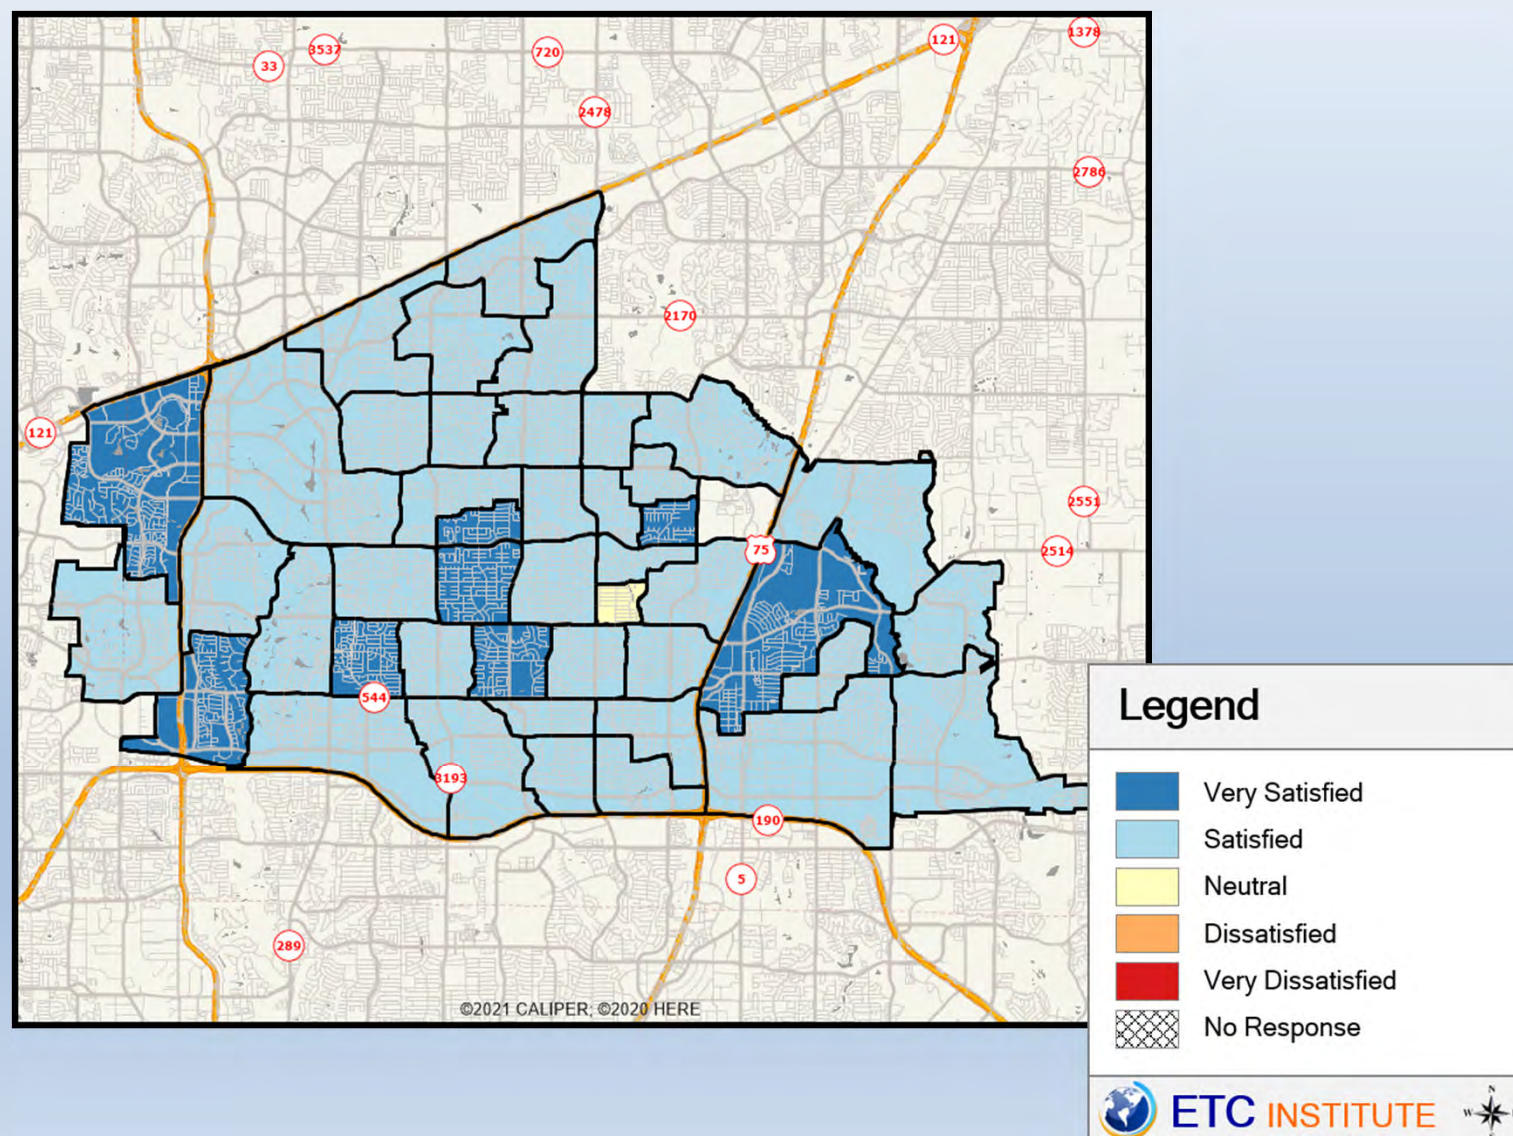 33
3537
720
121
1378
2478
2786
2170
121
2551
75
2514
544
3193
190
5
289
©2021 CALIPER; ©2020 HERE
Legend
Very Satisfied
Satisfied
Neutral
Dissatisfied
Very Dissatisfied
No Response
ETC INSTITUTE
N
W
S